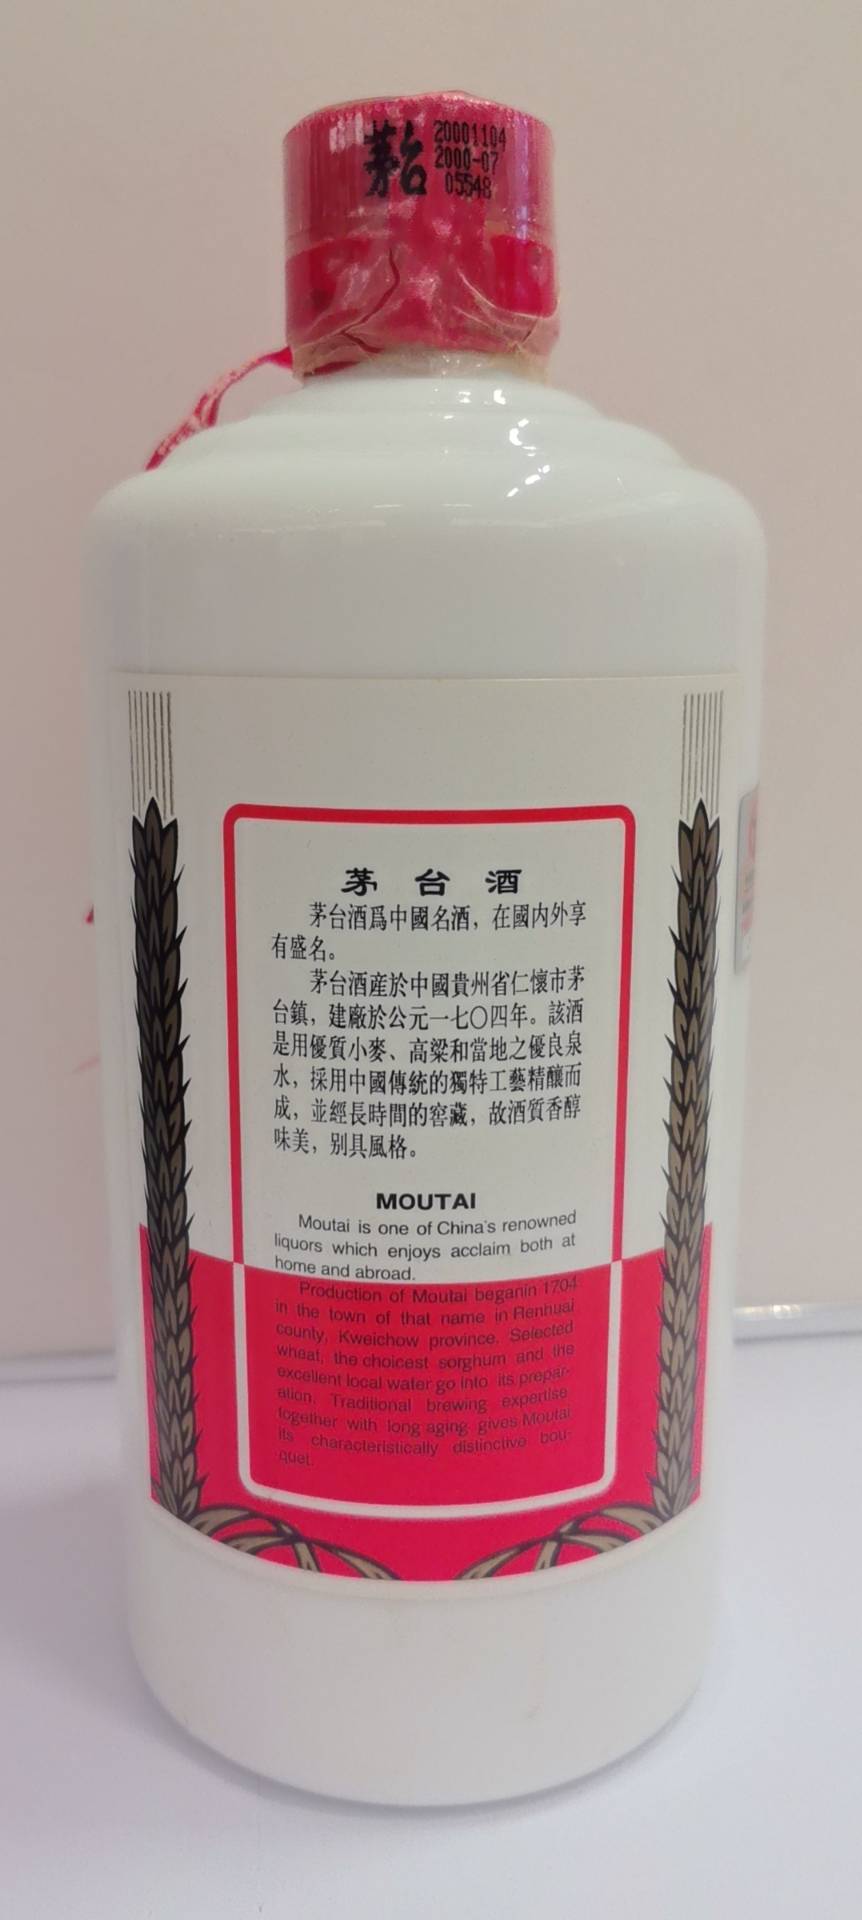 茅台
20001104
2000-07
05548
茅台酒
茅台酒爲中國名酒，在國内外享
有盛名。
茅台酒産於中國貴州省仁懷市茅
台鎮，建廠於公元一七〇四年。該酒
是用優質小麥、高粱和當地之優良泉
水，採用中國傳統的獨特工藝精釀而
成，並經長時間的窖藏，故酒質香醇
味美，别具風格。
MOUTAI
Moutai is one of China's renowned
liquors which enjoys acclaim both at
home and abroad.
Production of Moutai beganin 1704
in the town of that name in Renhuai
county, Kweichow province. Selected
wheat, the choicest sorghum and the
excellent local water go into its prepar-
ation. Traditional brewing expertise
together with long aging gives Moutai
its characteristically distinctive bou-
quet.